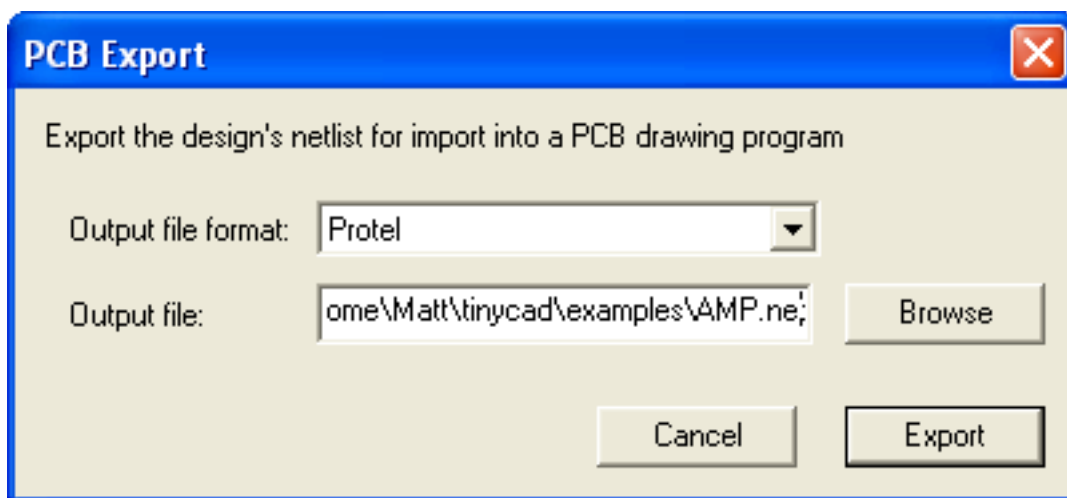 PCB Export
Export the design's netlist for import into a PCB drawing program
Output file format: Protel
Output file: ome\Matt\tinycad\examples\AMP.ne
Browse
Cancel Export